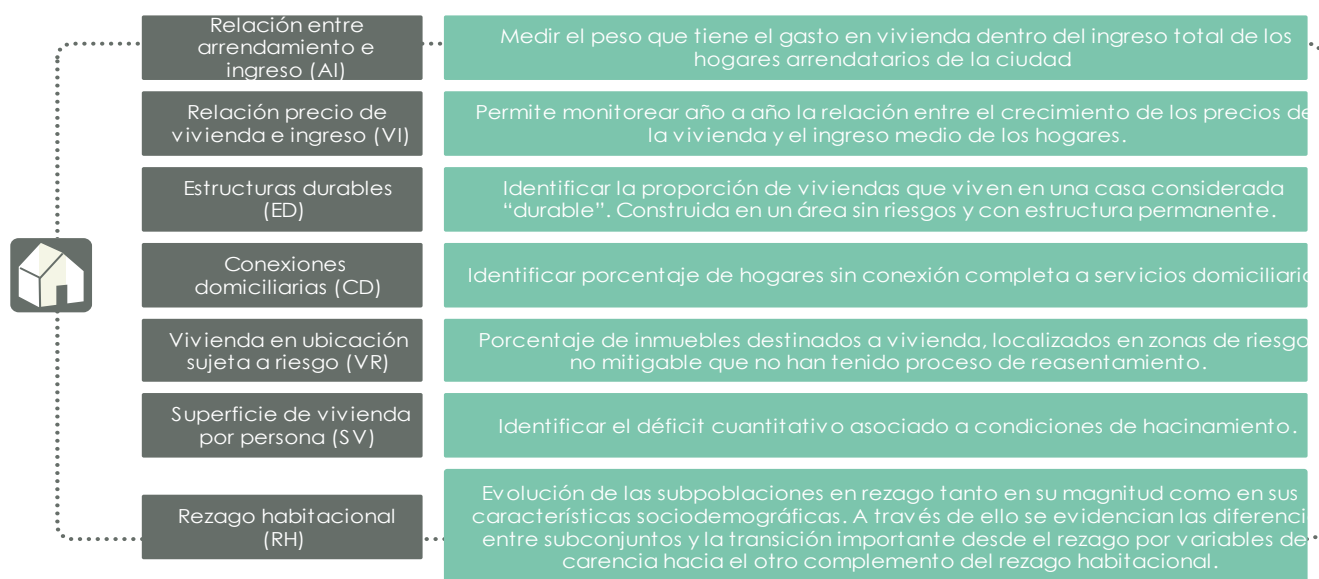 Relación entre
arrendamiento e
ingreso (AI)
Medir el peso que tiene el gasto en vivienda dentro del ingreso total de los
hogares arrendatarios de la ciudad
Relación precio de
vivienda e ingreso (VI)
Permite monitorear año a año la relación entre el crecimiento de los precios de
la vivienda y el ingreso medio de los hogares.
Estructuras durables
(ED)
Identificar la proporción de viviendas que viven en una casa considerada
“durable”. Construida en un área sin riesgos y con estructura permanente.
Conexiones
domiciliarias (CD)
Identificar porcentaje de hogares sin conexión completa a servicios domiciliari
Vivienda en ubicación
sujeta a riesgo (VR)
Porcentaje de inmuebles destinados a vivienda, localizados en zonas de riesgo
no mitigable que no han tenido proceso de reasentamiento.
Superficie de vivienda
por persona (SV)
Identificar el déficit cuantitativo asociado a condiciones de hacinamiento.
Rezago habitacional
(RH)
Evolución de las subpoblaciones en rezago tanto en su magnitud como en sus
características sociodemográficas. A través de ello se evidencian las diferenci
entre subconjuntos y la transición importante desde el rezago por variables de
carencia hacia el otro complemento del rezago habitacional.